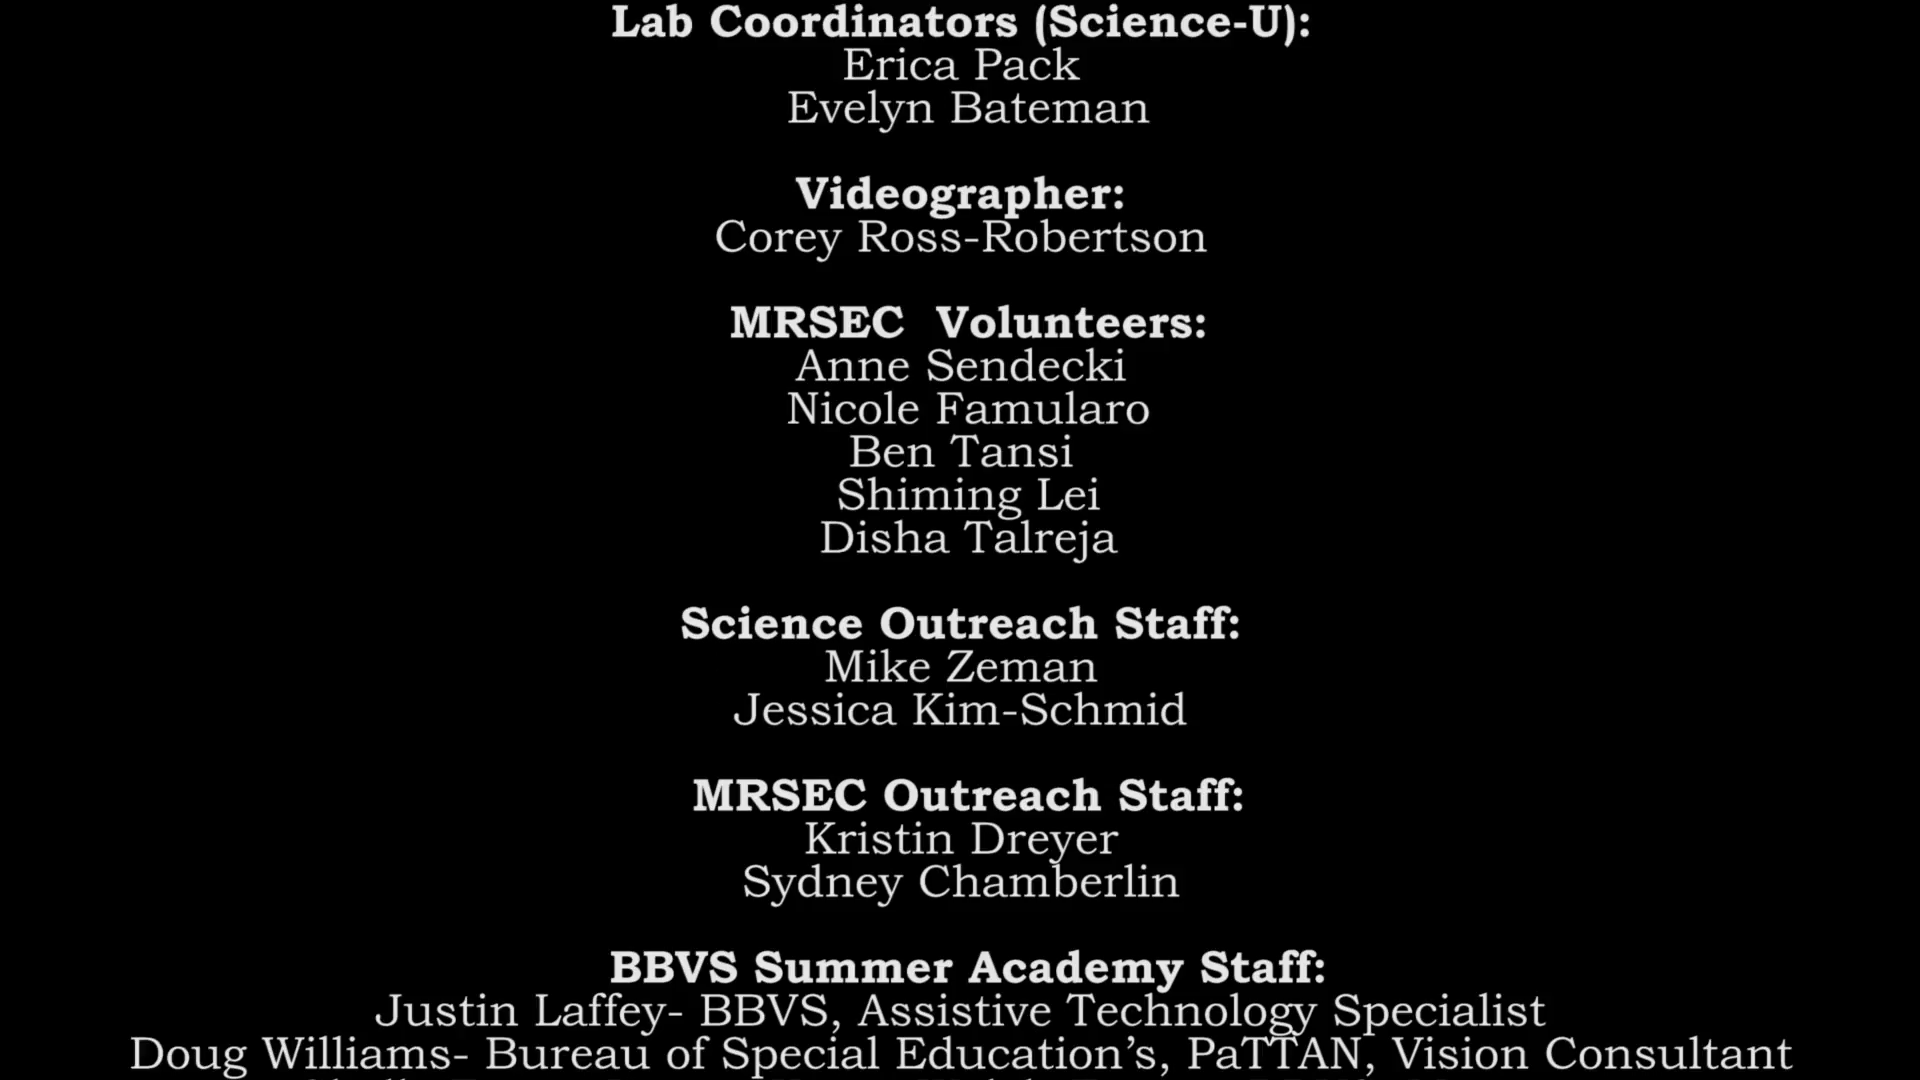 Lab Coordinators (Science-U):
Erica Pack
Evelyn Bateman
Videographer:
Corey Ross-Robertson
MRSEC  Volunteers:
Anne Sendecki
Nicole Famularo
Ben Tansi
Shiming Lei
Disha Talreja
Science Outreach Staff:
Mike Zeman
Jessica Kim-Schmid
MRSEC Outreach Staff:
Kristin Dreyer
Sydney Chamberlin
BBVS Summer Academy Staff:
Justin Laffey- BBVS, Assistive Technology Specialist
Doug Williams- Bureau of Special Education’s, PaTTAN, Vision Consultant